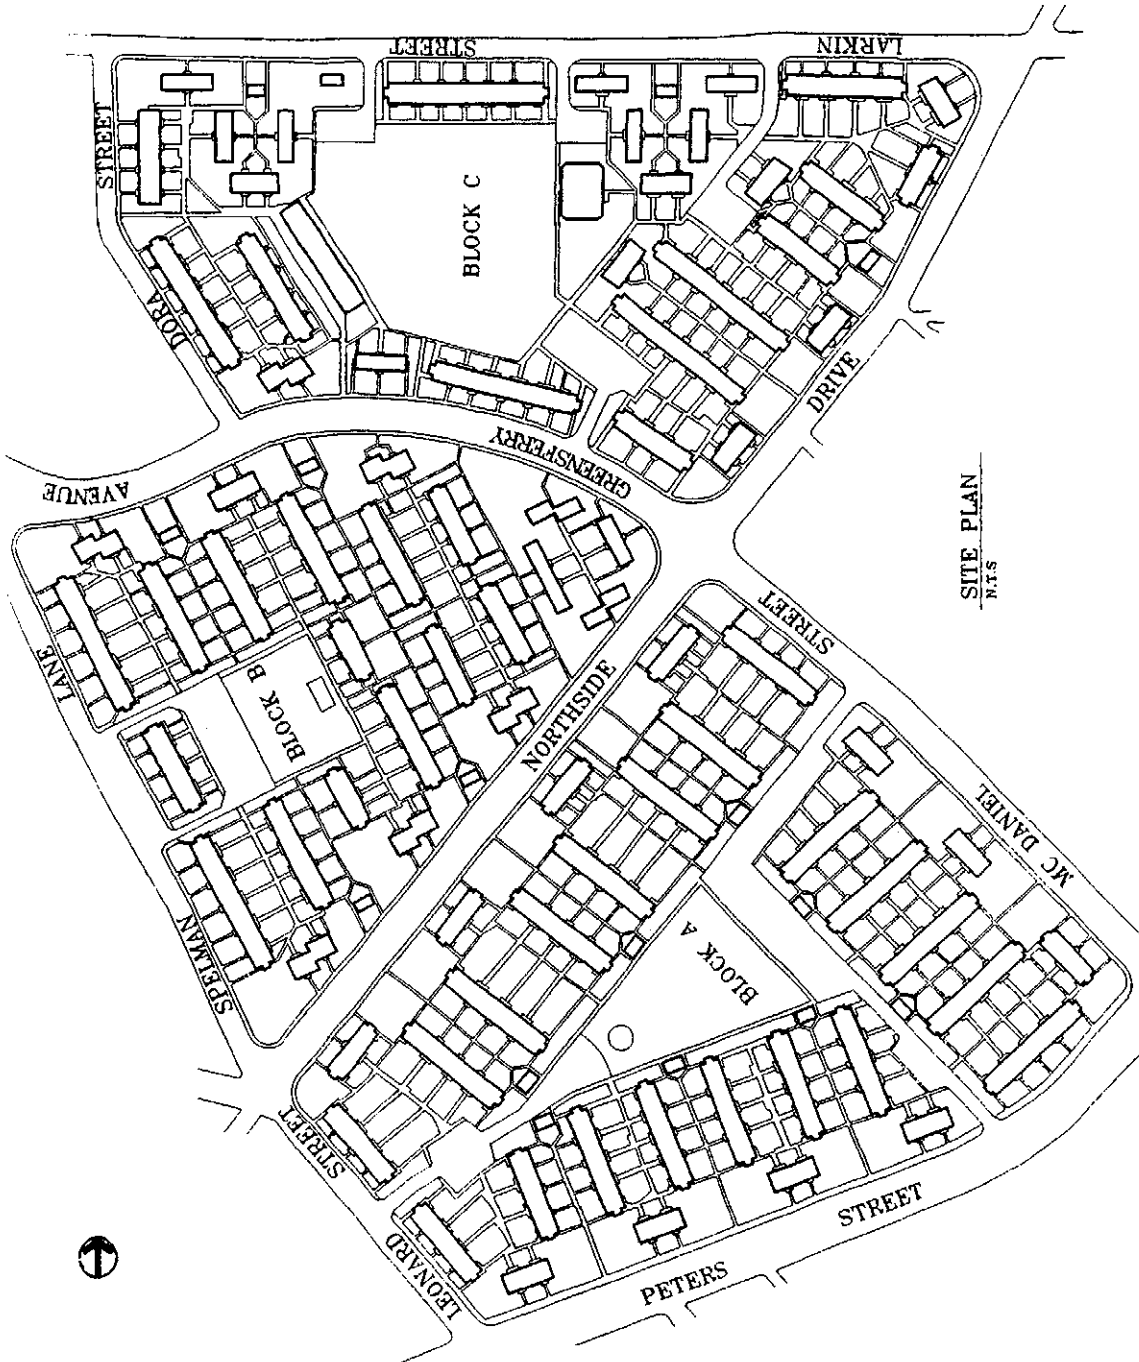 STREET
LARKIN
STREET
DORA
BLOCK C
DRIVE
GREENSFERRY
AVENUE
SITE PLAN
N.T.S
LANE
BLOCK B
NORTHSIDE
STREET
MC DANIEL
BLOCK A
SPELMAN
STREET
LEONARD
STREET
PETERS